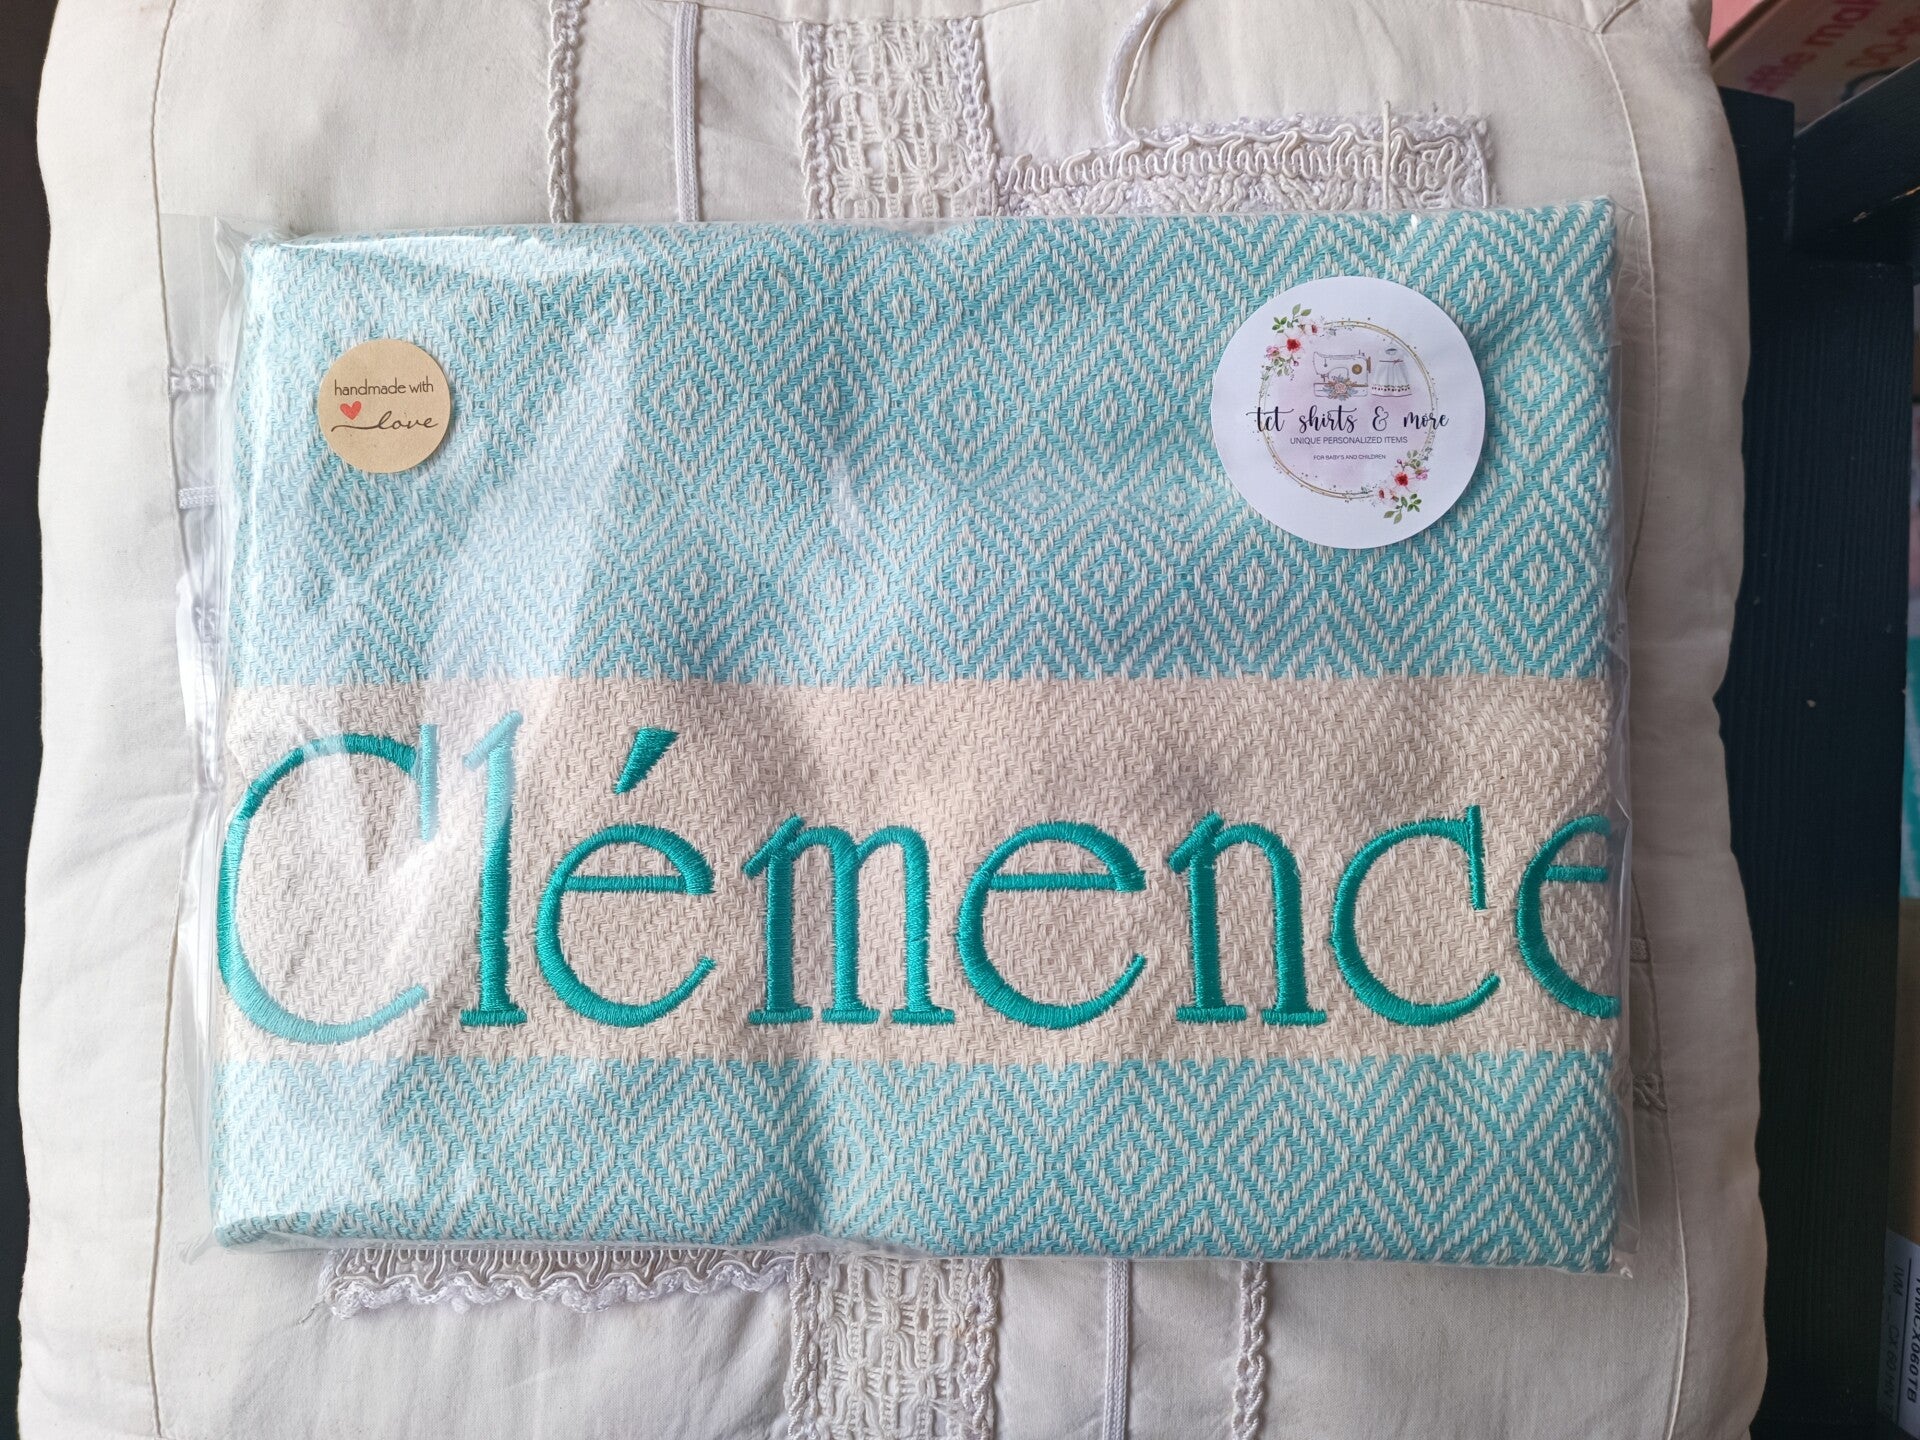 handmade with
love
tct shirts & more
UNIQUE PERSONALIZED ITEMS
FOR BABY'S AND CHILDREN
Clémence